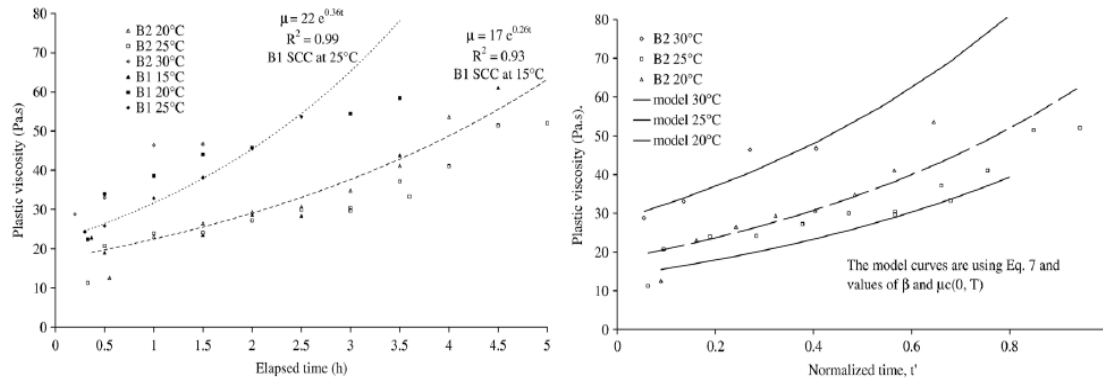 80
70
60
50
40
30
20
10
0
Plastic viscosity (Pa.s)
B2 20°C
B2 25°C
B2 30°C
B1 15°C
B1 20°C
B1 25°C
μ = 22 e^0.36t
R² = 0.99
B1 SCC at 25°C
μ = 17 e^0.26t
R² = 0.93
B1 SCC at 15°C
0 0.5 1 1.5 2 2.5 3 3.5 4 4.5 5
Elapsed time (h)
80
70
60
50
40
30
20
10
0
Plastic viscosity (Pa.s).
B2 30°C
B2 25°C
B2 20°C
model 30°C
model 25°C
model 20°C
The model curves are using Eq. 7 and
values of β and μc(0, T)
0 0.2 0.4 0.6 0.8 1
Normalized time, t'